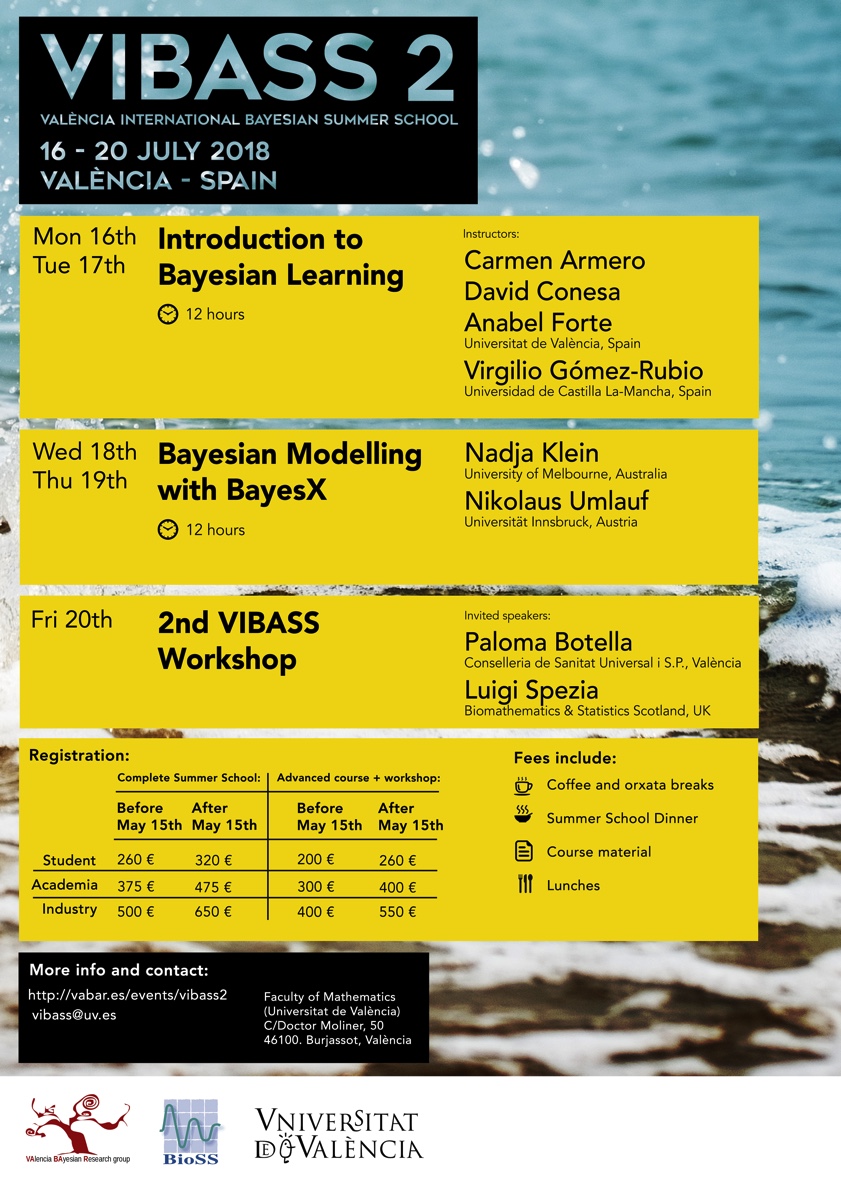 VIBASS 2
VALÈNCIA INTERNATIONAL BAYESIAN SUMMER SCHOOL
16 - 20 JULY 2018
VALÈNCIA - SPAIN
Mon 16th
Tue 17th
Introduction to
Bayesian Learning
12 hours
Instructors:
Carmen Armero
David Conesa
Anabel Forte
Universitat de València, Spain
Virgilio Gómez-Rubio
Universidad de Castilla La-Mancha, Spain
Wed 18th
Thu 19th
Bayesian Modelling
with BayesX
12 hours
Nadja Klein
University of Melbourne, Australia
Nikolaus Umlauf
Universität Innsbruck, Austria
Fri 20th
2nd VIBASS
Workshop
Invited speakers:
Paloma Botella
Conselleria de Sanitat Universal i S.P., València
Luigi Spezia
Biomathematics & Statistics Scotland, UK
Registration:
Complete Summer School: Advanced course + workshop:
Before After Before After
May 15th May 15th May 15th May 15th
Student 260 € 320 € 200 € 260 €
Academia 375 € 475 € 300 € 400 €
Industry 500 € 650 € 400 € 550 €
Fees include:
Coffee and orxata breaks
Summer School Dinner
Course material
Lunches
More info and contact:
http://vabar.es/events/vibass2
vibass@uv.es
Faculty of Mathematics
(Universitat de València)
C/Doctor Moliner, 50
46100. Burjassot, València
VAlencia BAyesian Research group
BioSS
VNIVERSITAT
DE VALÈNCIA